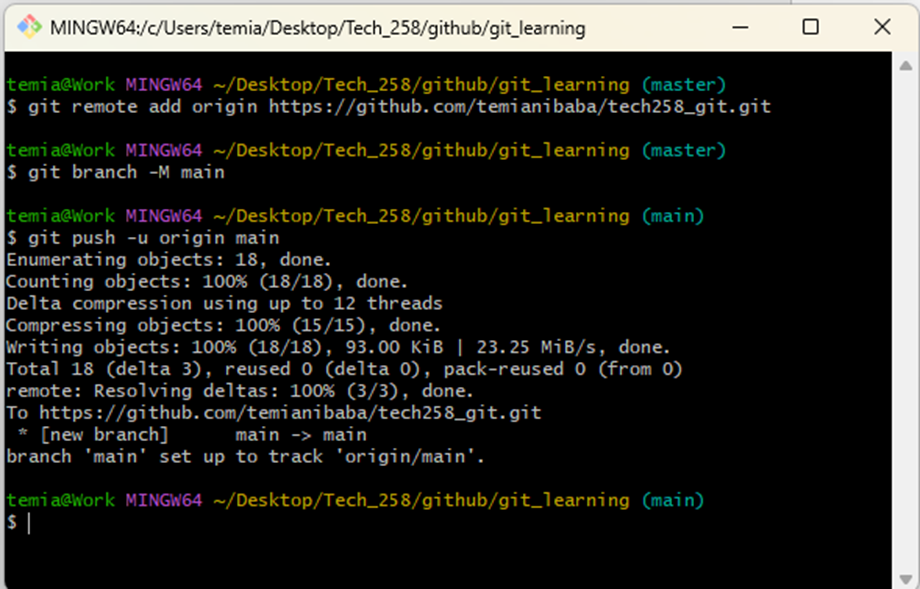 MINGW64:/c/Users/temia/Desktop/Tech_258/github/git_learning
temia@Work MINGW64 ~/Desktop/Tech_258/github/git_learning (master)
$ git remote add origin https://github.com/temianibaba/tech258_git.git
temia@Work MINGW64 ~/Desktop/Tech_258/github/git_learning (master)
$ git branch -M main
temia@Work MINGW64 ~/Desktop/Tech_258/github/git_learning (main)
$ git push -u origin main
Enumerating objects: 18, done.
Counting objects: 100% (18/18), done.
Delta compression using up to 12 threads
Compressing objects: 100% (15/15), done.
Writing objects: 100% (18/18), 93.00 KiB | 23.25 MiB/s, done.
Total 18 (delta 3), reused 0 (delta 0), pack-reused 0 (from 0)
remote: Resolving deltas: 100% (3/3), done.
To https://github.com/temianibaba/tech258_git.git
 * [new branch]      main -> main
branch 'main' set up to track 'origin/main'.
temia@Work MINGW64 ~/Desktop/Tech_258/github/git_learning (main)
$